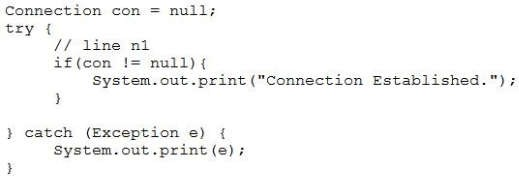 Connection con = null;
try {
// line n1
if(con != null){
System.out.print("Connection Established.");
}
} catch (Exception e) {
System.out.print(e);
}